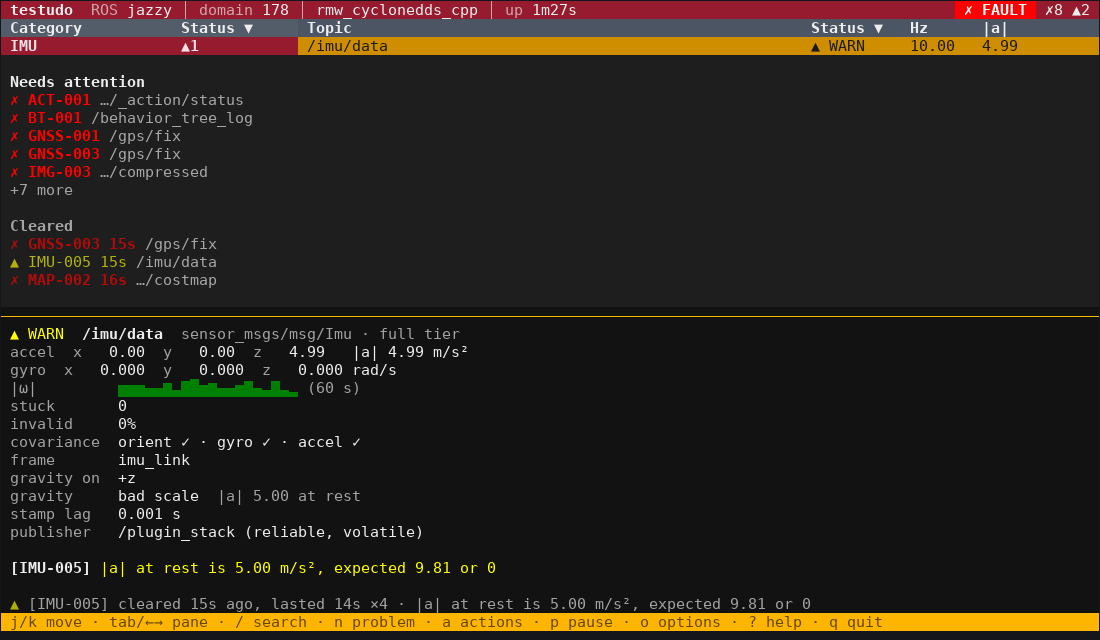 testudo ROS jazzy │ domain 178 │ rmw_cyclonedds_cpp │ up 1m27s ✗ FAULT ✗8 ▲2
Category Status ▼ Topic Status ▼ Hz |a|
IMU ▲1 /imu/data ▲ WARN 10.00 4.99
Needs attention
✗ ACT-001 …/_action/status
✗ BT-001 /behavior_tree_log
✗ GNSS-001 /gps/fix
✗ GNSS-003 /gps/fix
✗ IMG-003 …/compressed
+7 more
Cleared
✗ GNSS-003 15s /gps/fix
▲ IMU-005 15s /imu/data
✗ MAP-002 16s …/costmap
▲ WARN /imu/data sensor_msgs/msg/Imu · full tier
accel x 0.00 y 0.00 z 4.99 |a| 4.99 m/s²
gyro x 0.000 y 0.000 z 0.000 rad/s
|ω| (60 s)
stuck 0
invalid 0%
covariance orient ✓ · gyro ✓ · accel ✓
frame imu_link
gravity on +z
gravity bad scale |a| 5.00 at rest
stamp lag 0.001 s
publisher /plugin_stack (reliable, volatile)
[IMU-005] |a| at rest is 5.00 m/s², expected 9.81 or 0
▲ [IMU-005] cleared 15s ago, lasted 14s ×4 · |a| at rest is 5.00 m/s², expected 9.81 or 0
j/k move · tab/←→ pane · / search · n problem · a actions · p pause · o options · ? help · q quit